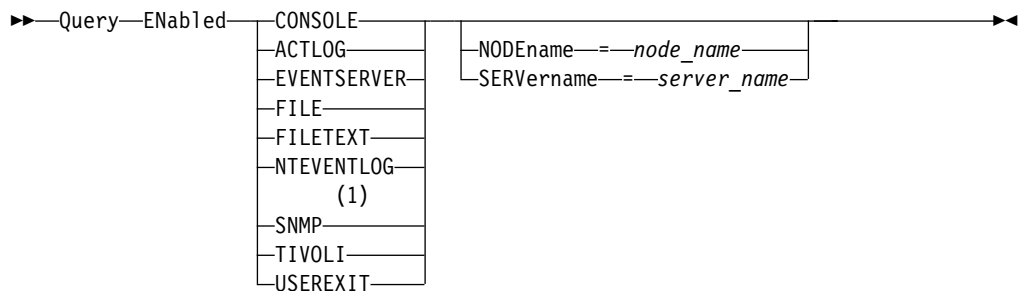 Query ENabled CONSOLE
ACTLOG NODEname = node_name
EVENTSERVER SERVername = server_name
FILE
FILETEXT
NTEVENTLOG
(1)
SNMP
TIVOLI
USEREXIT